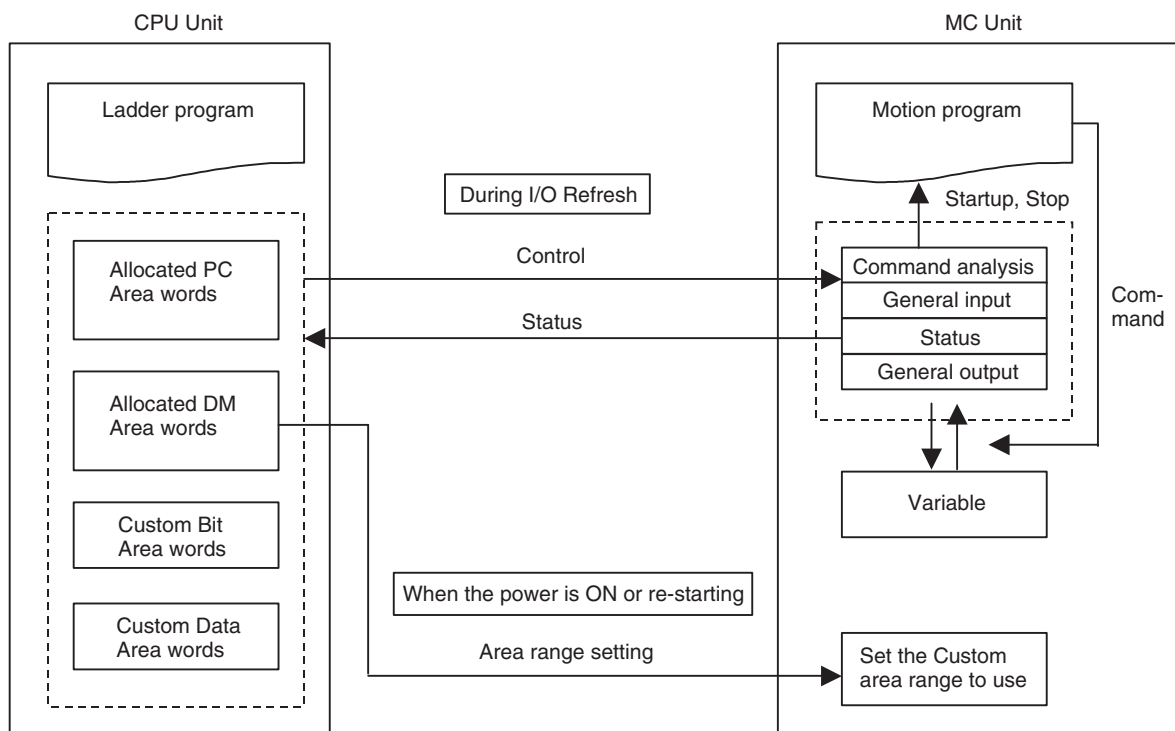 CPU Unit
MC Unit
Ladder program
Motion program
During I/O Refresh
Startup, Stop
Allocated PC
Area words
Control
Command analysis
General input
Com-
mand
Status
Status
General output
Allocated DM
Area words
Variable
Custom Bit
Area words
When the power is ON or re-starting
Custom Data
Area words
Area range setting
Set the Custom
area range to use